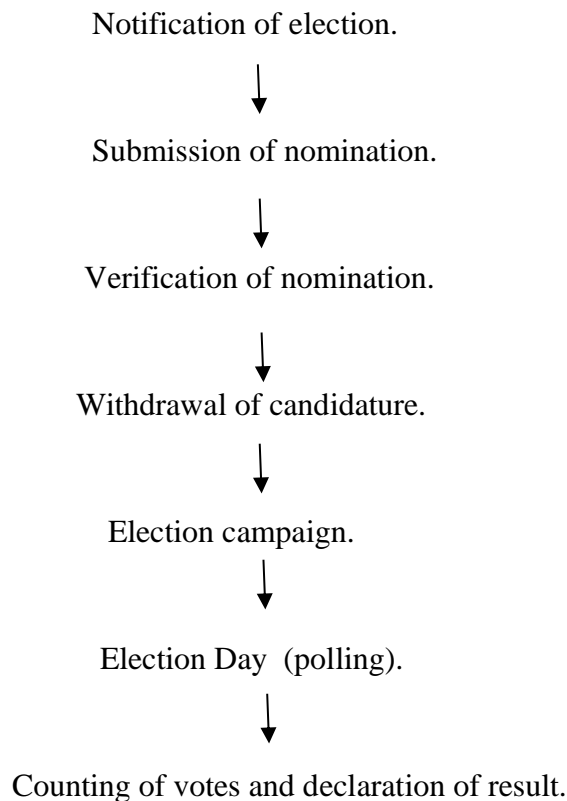 Notification of election.
Submission of nomination.
Verification of nomination.
Withdrawal of candidature.
Election campaign.
Election Day (polling).
Counting of votes and declaration of result.